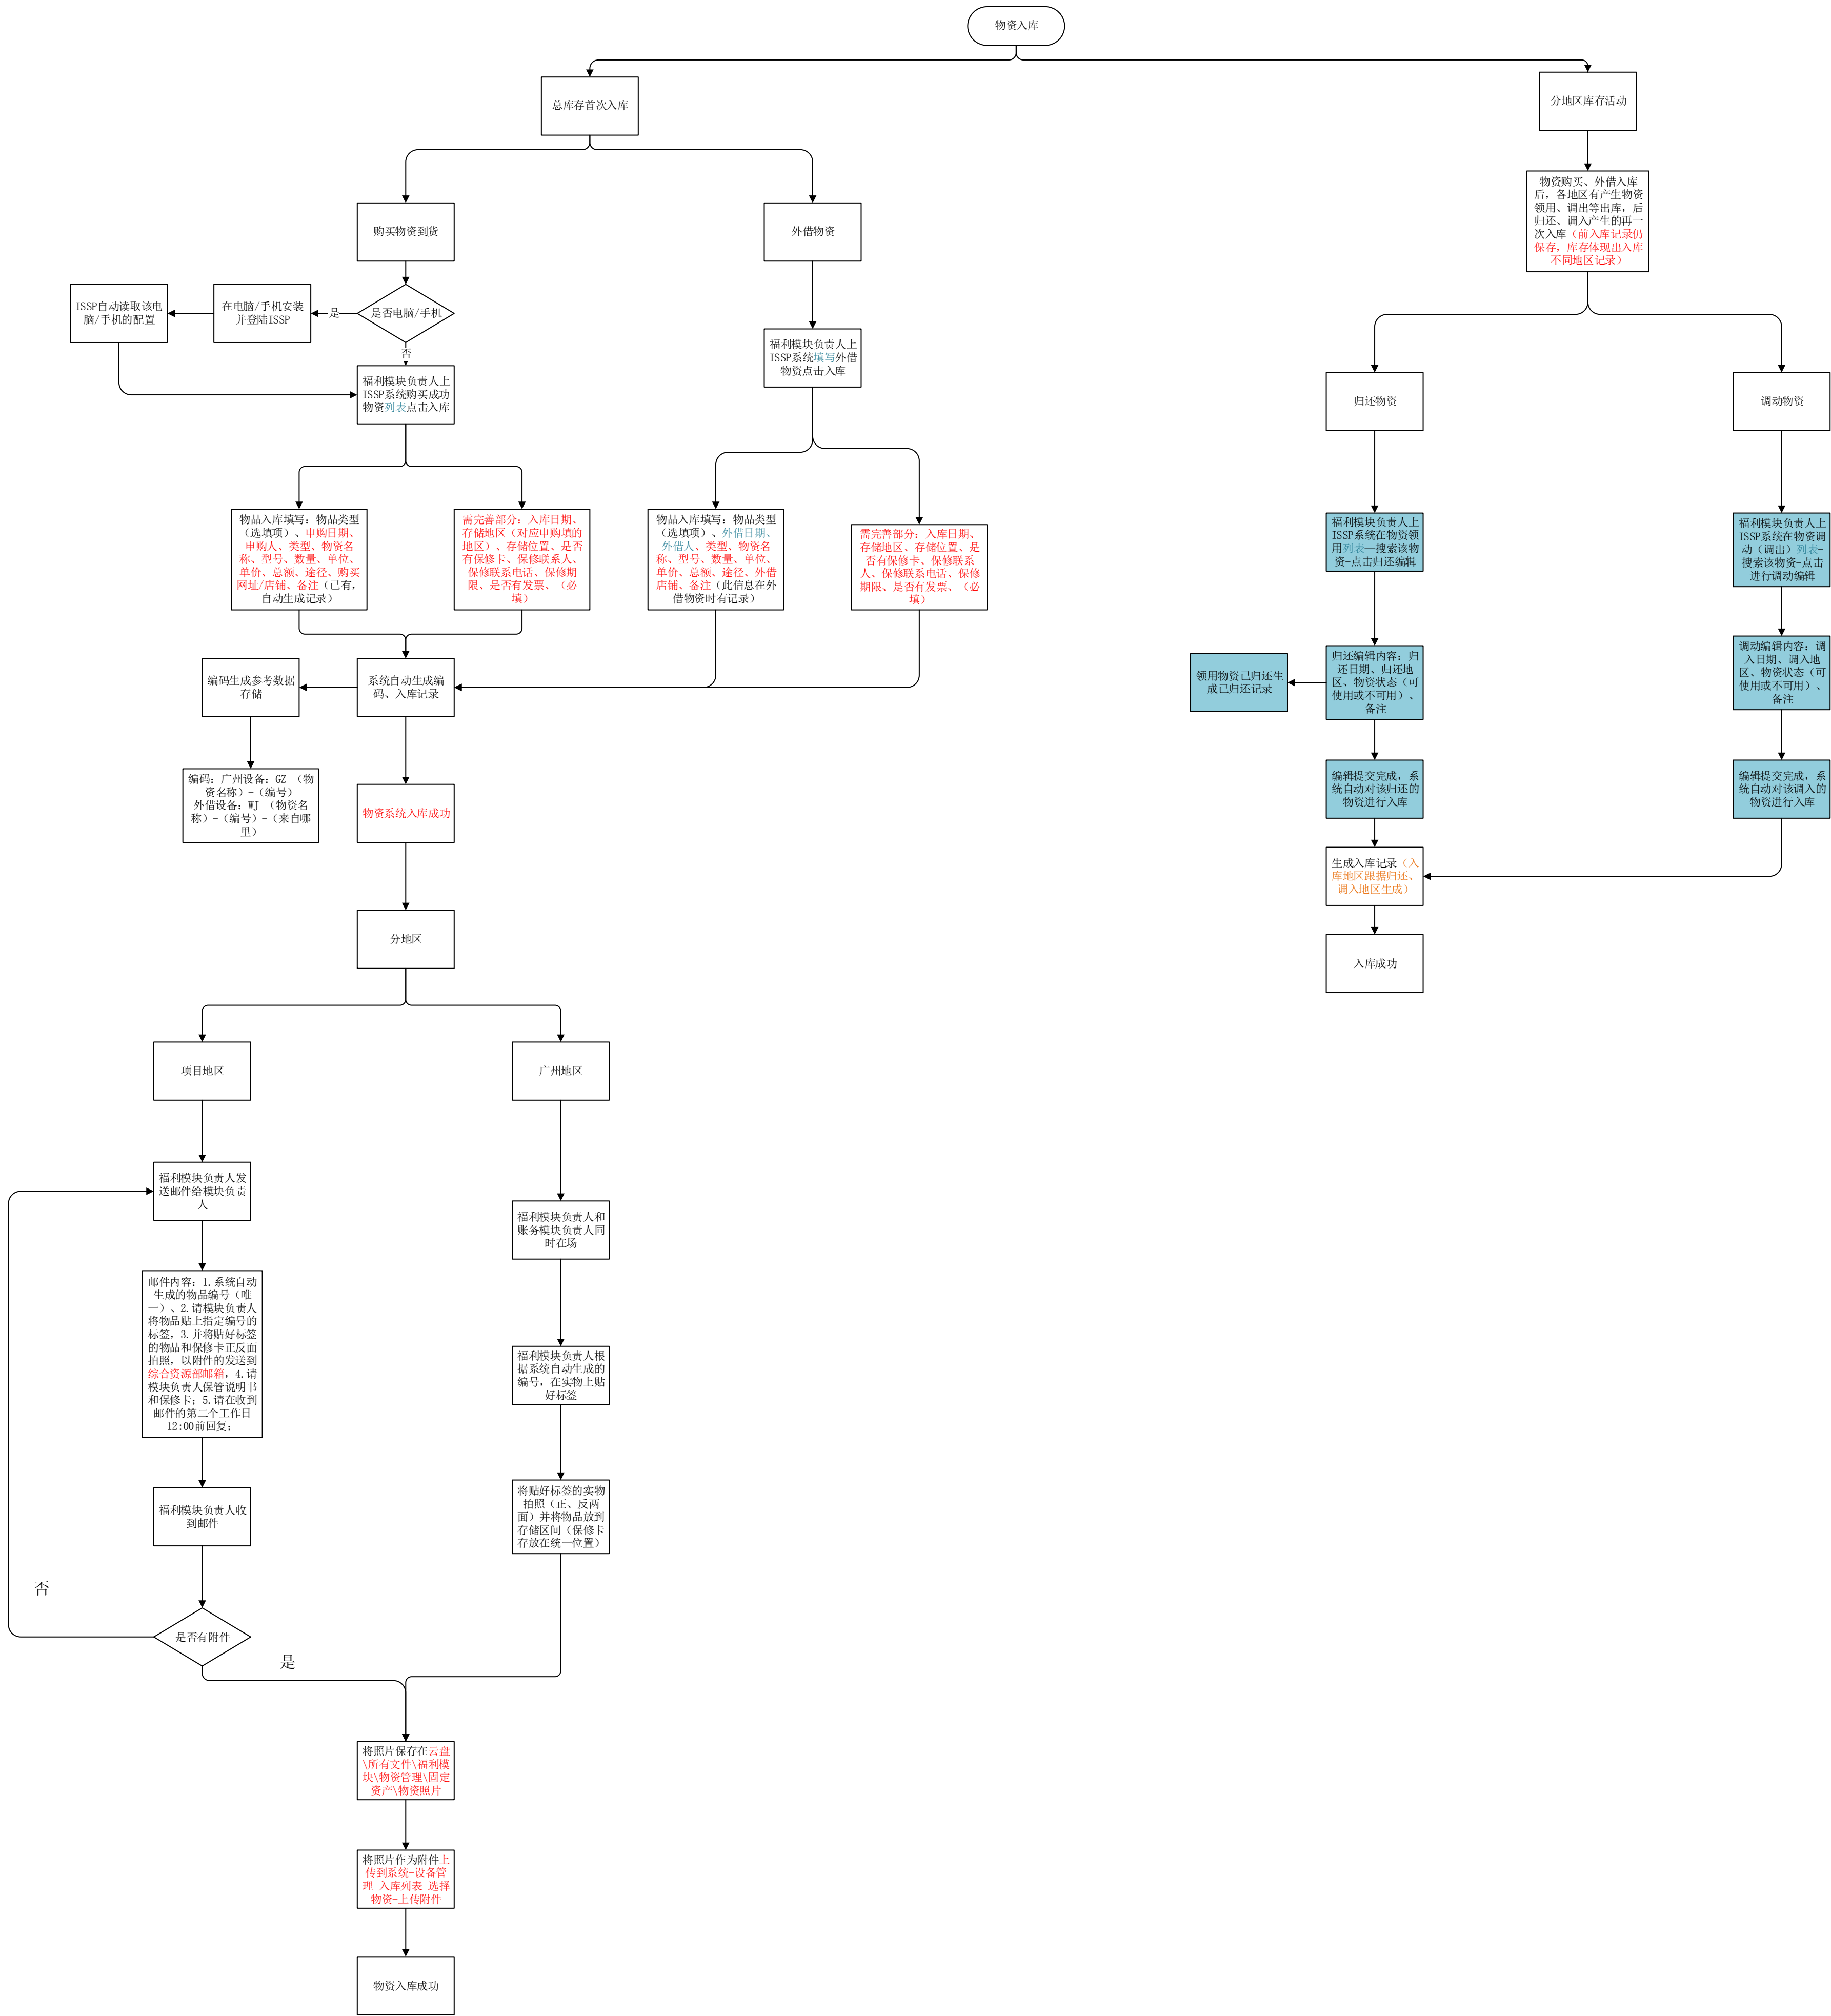 物资入库
总库存首次入库
分地区库存活动
购买物资到货
外借物资
物资购买、外借入库
后，各地区有产生物资
领用、调出等出库，后
归还、调入产生的再一
次入库（前入库记录仍
保存，库存体现出入库
不同地区记录）
ISSP自动读取该电
脑/手机的配置
在电脑/手机安装
并登陆ISSP
是
是否电脑/手机
否
福利模块负责人上
ISSP系统购买成功
物资列表点击入库
福利模块负责人上
ISSP系统填写外借
物资点击入库
归还物资
调动物资
物品入库填写：物品类型
（选填项）、申购日期、
申购人、类型、物资名
称、型号、数量、单位、
单价、总额、途径、购买
网址/店铺、备注（已有，
自动生成记录）
需完善部分：入库日期、
存储地区（对应申购填的
地区）、存储位置、是否
有保修卡、保修联系人、
保修联系电话、保修期
限、是否有发票、（必
填）
物品入库填写：物品类型
（选填项）、外借日期、
外借人、类型、物资名
称、型号、数量、单位、
单价、总额、途径、外借
店铺、备注（此信息在外
借物资时有记录）
需完善部分：入库日期、
存储地区、存储位置、是
否有保修卡、保修联系
人、保修联系电话、保修
期限、是否有发票、（必
填）
福利模块负责人上
ISSP系统在物资领
用列表—搜索该物
资-点击归还编辑
福利模块负责人上
ISSP系统在物资调
动（调出）列表-
搜索该物资-点击
进行调动编辑
编码生成参考数据
存储
系统自动生成编
码、入库记录
领用物资已归还生
成已归还记录
归还编辑内容：归
还日期、归还地
区、物资状态（可
使用或不可用）、
备注
调动编辑内容：调
入日期、调入地
区、物资状态（可
使用或不可用）、
备注
编码：广州设备：GZ-（物
资名称）-（编号）
外借设备：WJ-（物资名
称）-（编号）-（来自哪
里）
物资系统入库成功
编辑提交完成，系
统自动对该归还的
物资进行入库
编辑提交完成，系
统自动对该调入的
物资进行入库
生成入库记录（入
库地区跟据归还、
调入地区生成）
分地区
入库成功
项目地区
广州地区
福利模块负责人发
送邮件给模块负责
人
福利模块负责人和
账务模块负责人同
时在场
邮件内容：1.系统自动
生成的物品编号（唯
一）、2.请模块负责人
将物品贴上指定编号的
标签，3.并将贴好标签
的物品和保修卡正反面
拍照，以附件的发送到
综合资源部邮箱，4.请
模块负责人保管说明书
和保修卡；5.请在收到
邮件的第二个工作日
12:00前回复；
福利模块负责人根
据系统自动生成的
编号，在实物上贴
好标签
福利模块负责人收
到邮件
将贴好标签的实物
拍照（正、反两
面）并将物品放到
存储区间（保修卡
存放在统一位置）
否
是否有附件
是
将照片保存在云盘
\所有文件\福利模
块\物资管理\固定
资产\物资照片
将照片作为附件上
传到系统-设备管
理-入库列表-选择
物资-上传附件
物资入库成功